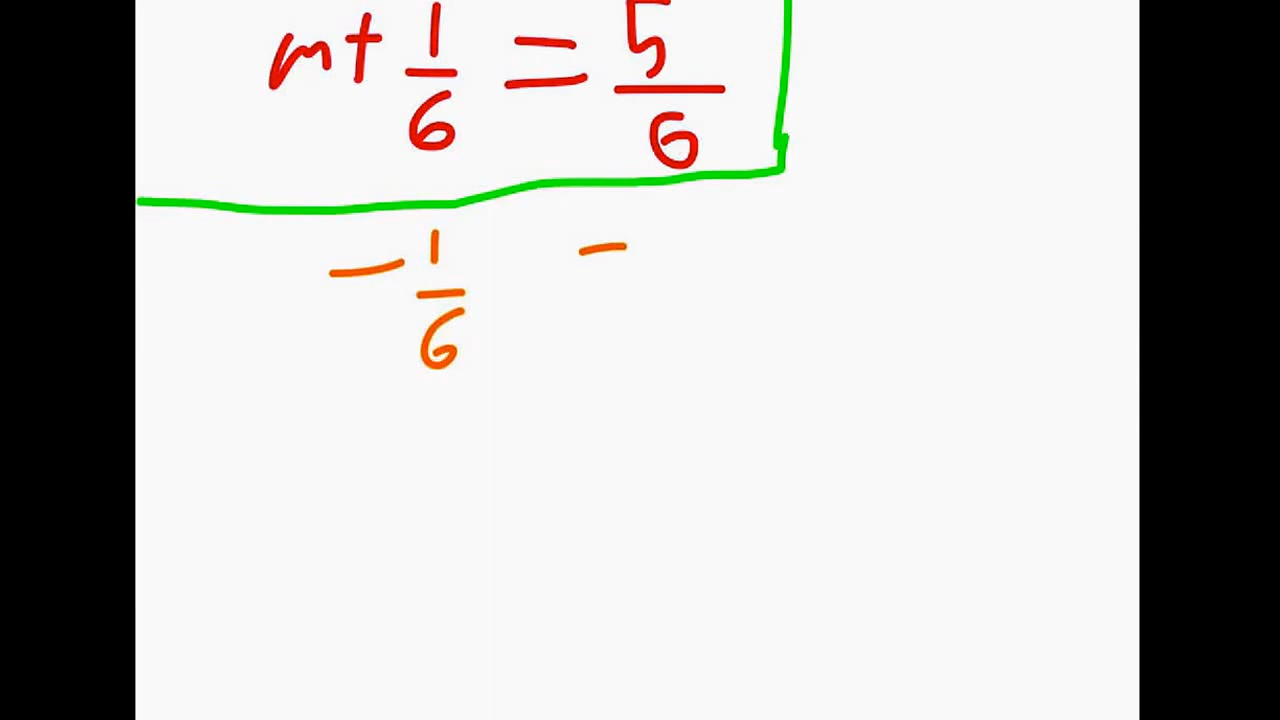 m + 1/6 = 5/6
- 1/6 -